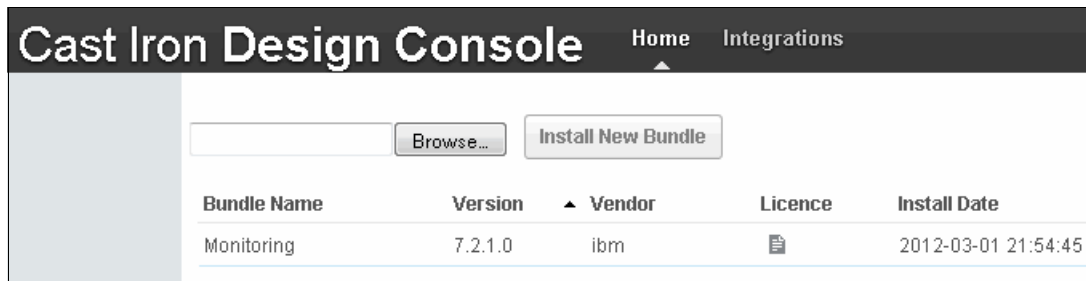 Cast Iron Design Console Home Integrations
Browse... Install New Bundle
Bundle Name Version Vendor Licence Install Date
Monitoring 7.2.1.0 ibm 2012-03-01 21:54:45